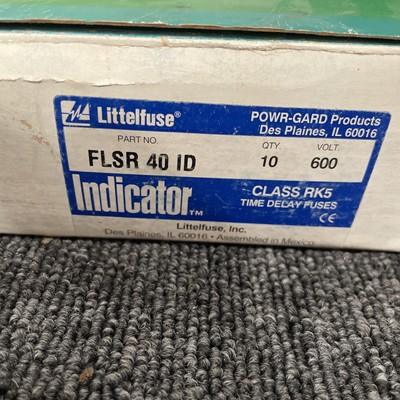 Littelfuse®
POWR-GARD Products
Des Plaines, IL 60016
PART NO. QTY. VOLT.
FLSR 40 ID 10 600
Indicator™
CLASS RK5
TIME DELAY FUSES
CE
Littelfuse, Inc.
Des Plaines, IL 60016 • Assembled in Mexico